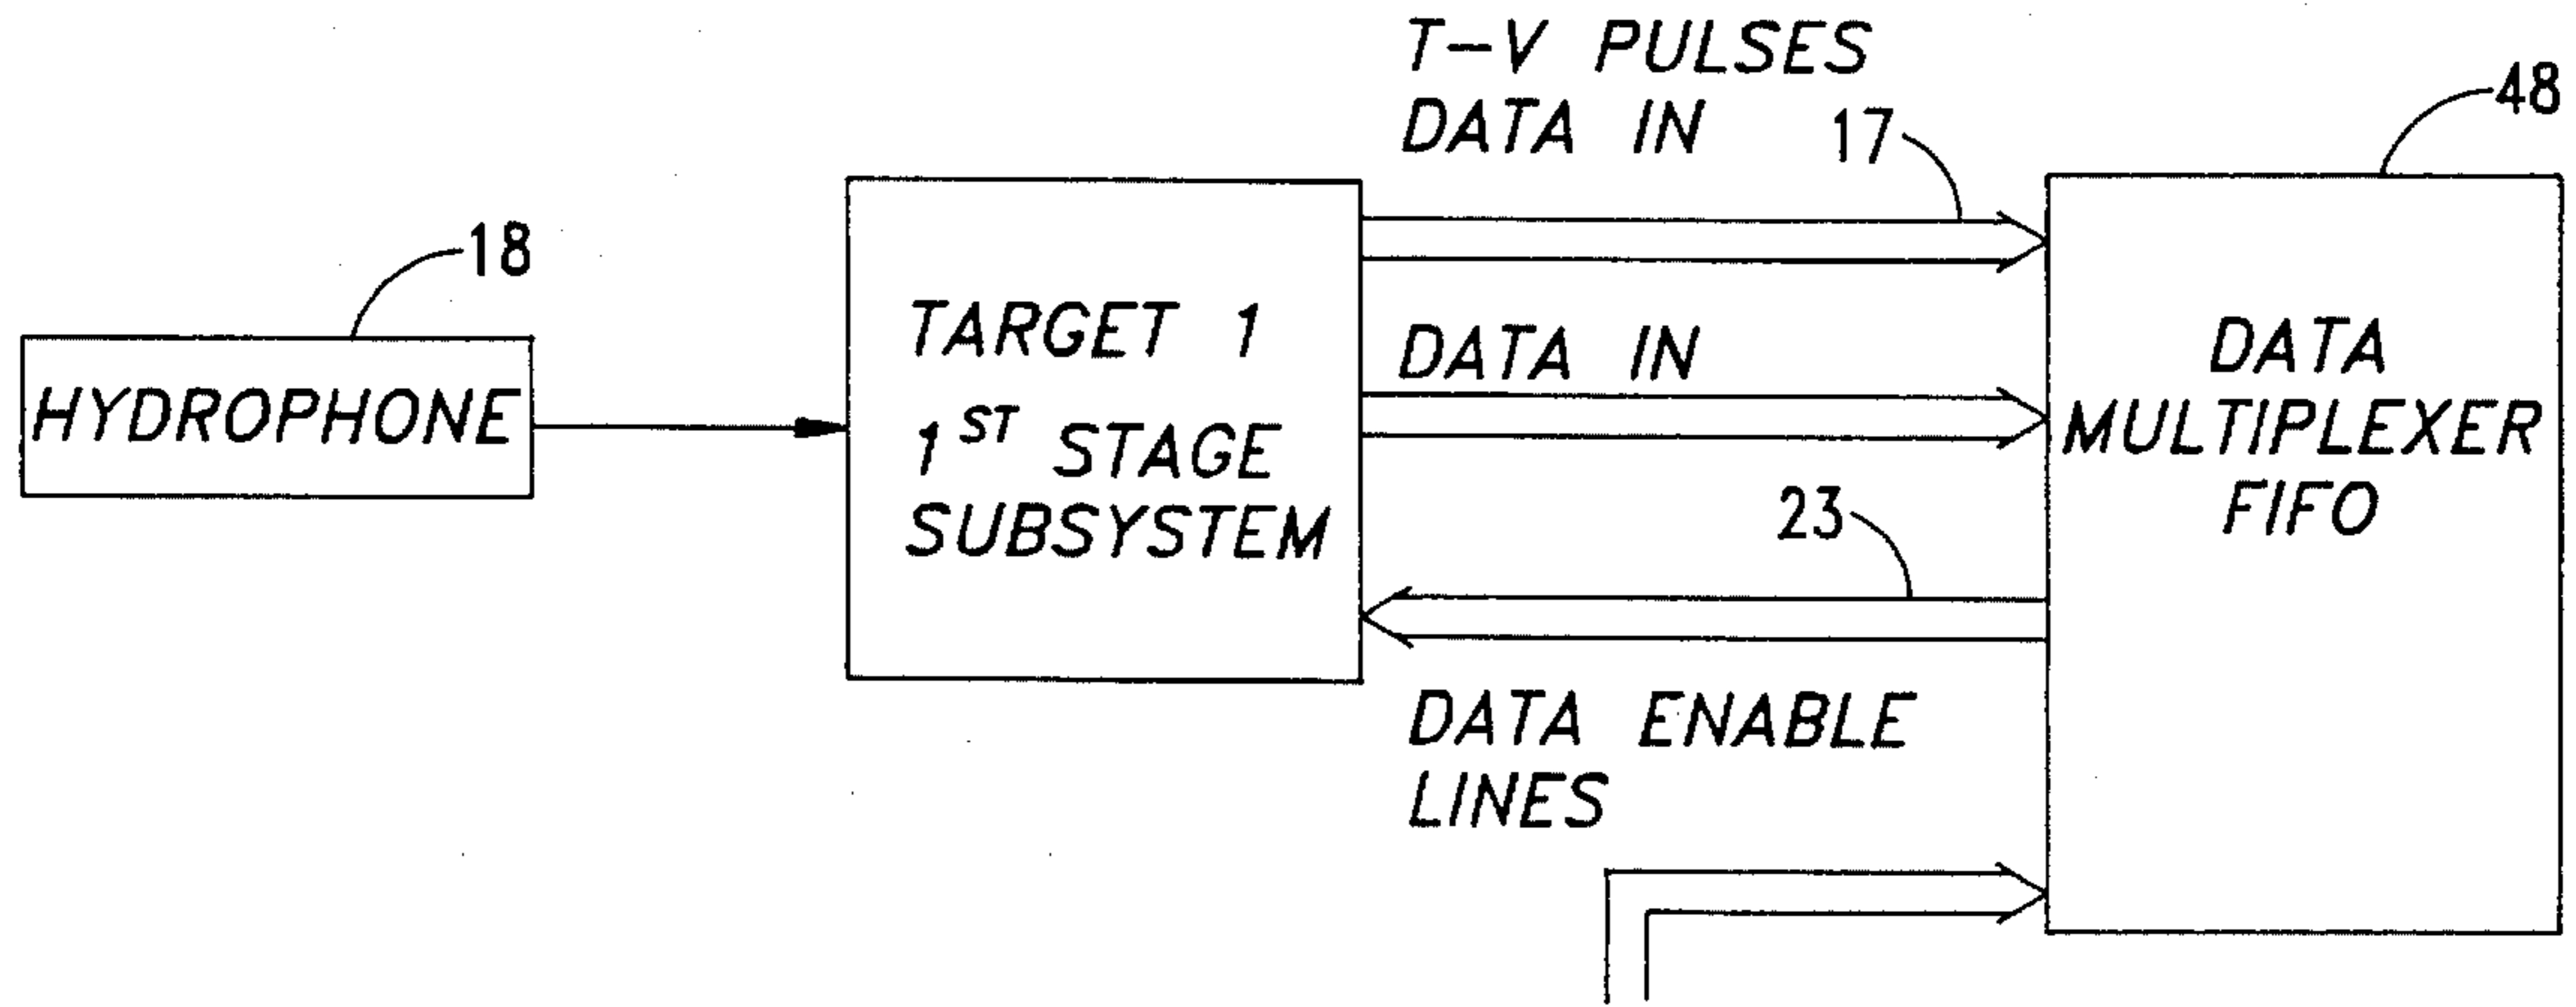 T-V PULSES
DATA IN
17
48
18
HYDROPHONE
TARGET 1
1ST STAGE
SUBSYSTEM
DATA IN
DATA
MULTIPLEXER
FIFO
23
DATA ENABLE
LINES